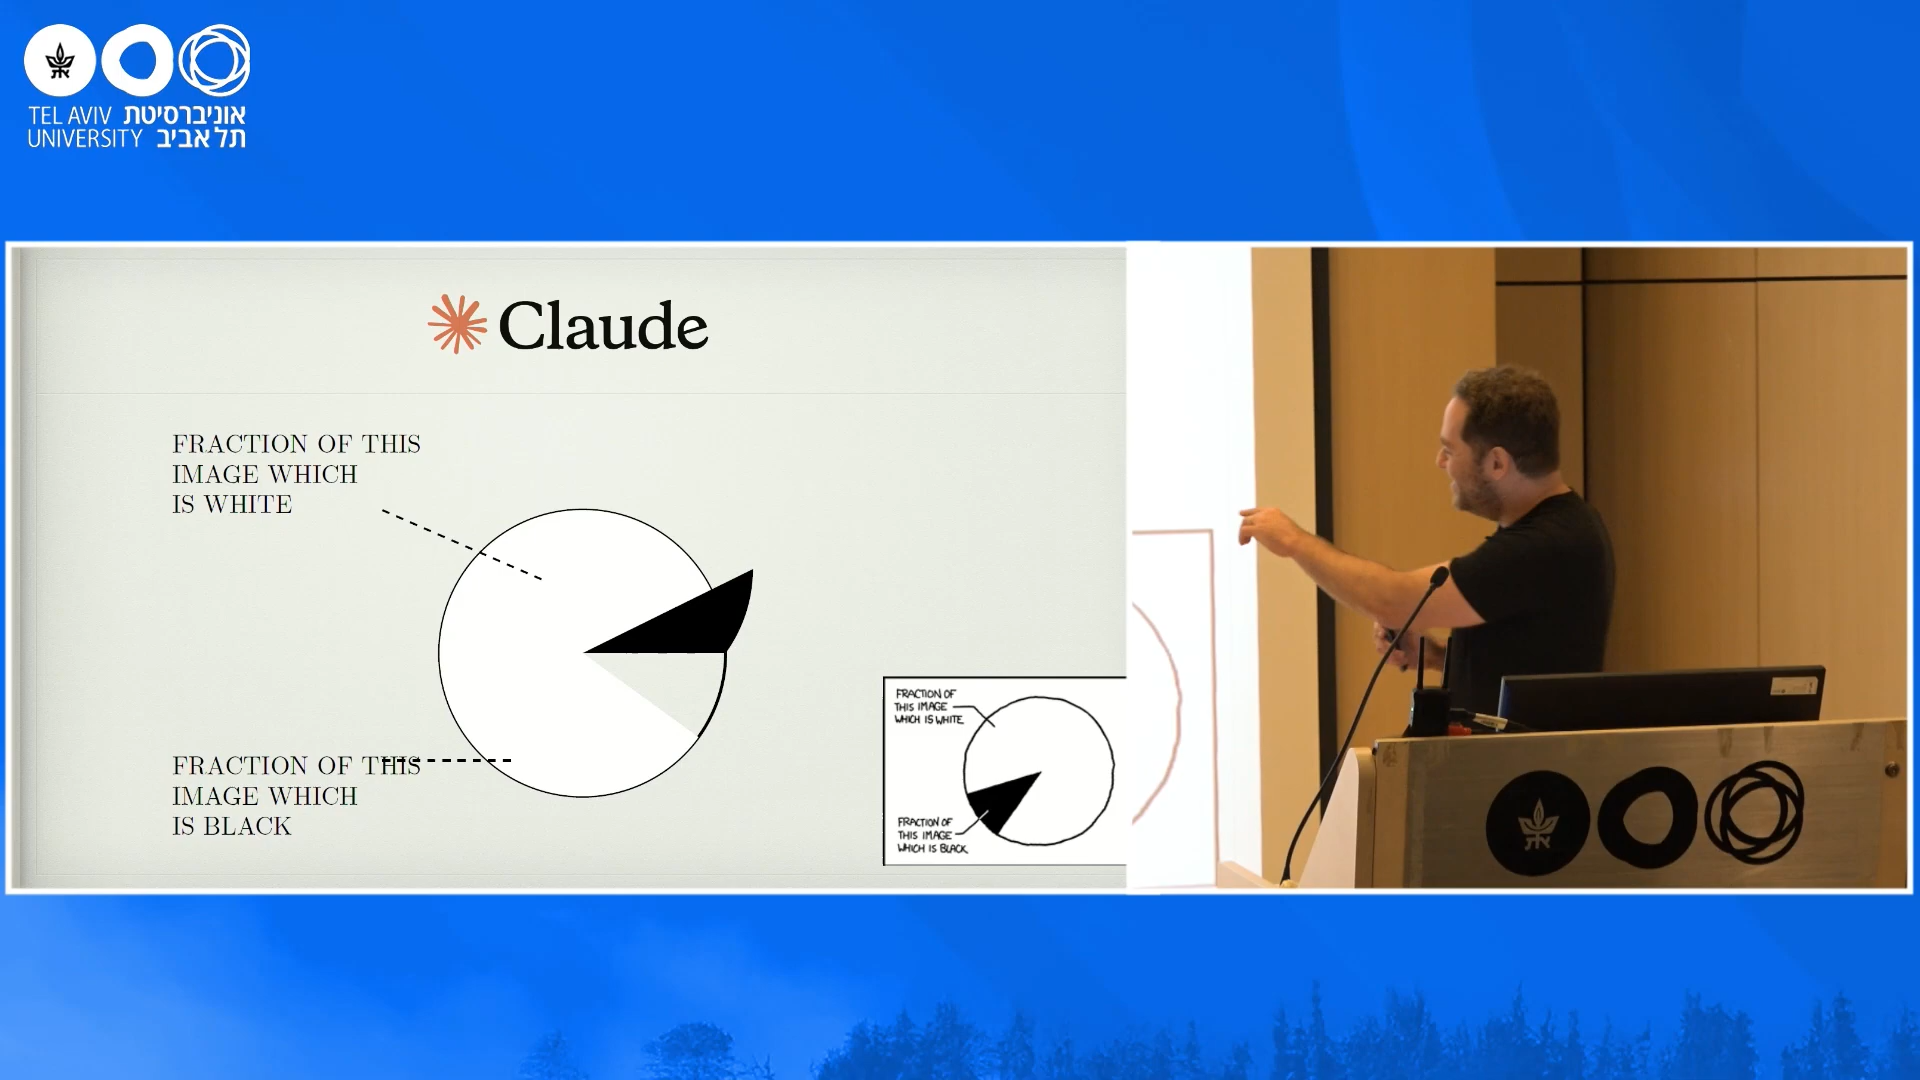 TEL AVIV אוניברסיטת
UNIVERSITY תל אביב
Claude
FRACTION OF THIS
IMAGE WHICH
IS WHITE
FRACTION OF THIS
IMAGE WHICH
IS BLACK
FRACTION OF
THIS IMAGE
WHICH IS WHITE
FRACTION OF
THIS IMAGE
WHICH IS BLACK